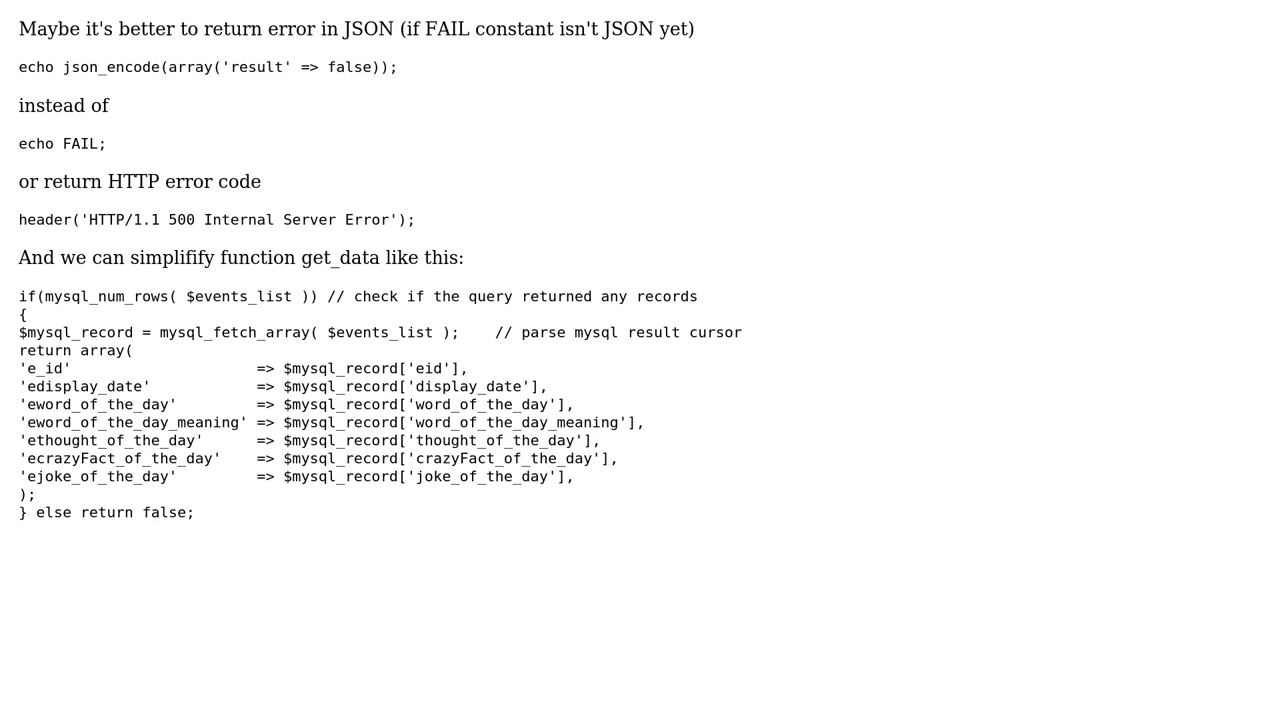 Maybe it's better to return error in JSON (if FAIL constant isn't JSON yet)
echo json_encode(array('result' => false));
instead of
echo FAIL;
or return HTTP error code
header('HTTP/1.1 500 Internal Server Error');
And we can simplifify function get_data like this:
if(mysql_num_rows( $events_list )) // check if the query returned any records
{
$mysql_record = mysql_fetch_array( $events_list );    // parse mysql result cursor
return array(
'e_id'                     => $mysql_record['eid'],
'edisplay_date'            => $mysql_record['display_date'],
'eword_of_the_day'         => $mysql_record['word_of_the_day'],
'eword_of_the_day_meaning' => $mysql_record['word_of_the_day_meaning'],
'ethought_of_the_day'      => $mysql_record['thought_of_the_day'],
'ecrazyFact_of_the_day'    => $mysql_record['crazyFact_of_the_day'],
'ejoke_of_the_day'         => $mysql_record['joke_of_the_day'],
);
} else return false;